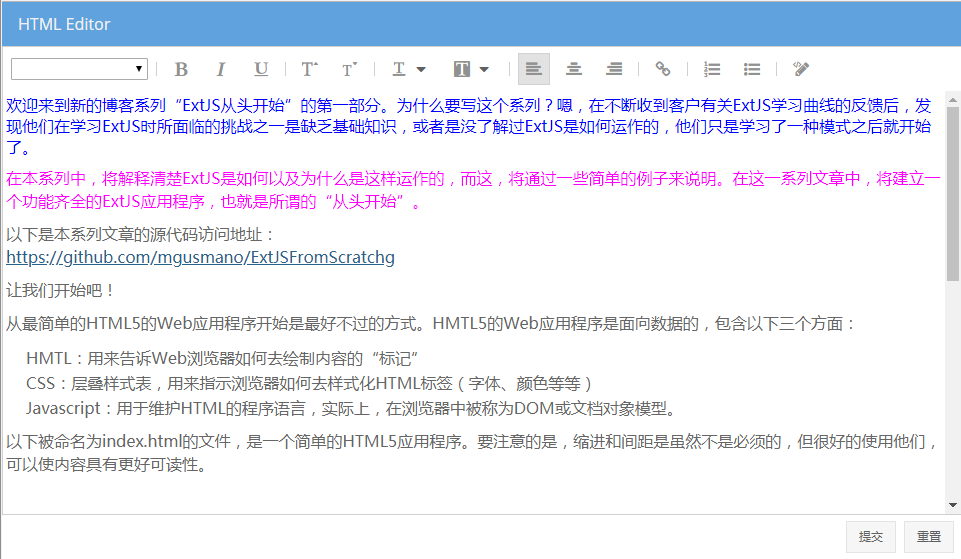 HTML Editor
B I U T T T T
欢迎来到新的博客系列“ExtJS从头开始”的第一部分。为什么要写这个系列？嗯，在不断收到客户有关ExtJS学习曲线的反馈后，发
现他们在学习ExtJS时所面临的挑战之一是缺乏基础知识，或者是没了解过ExtJS是如何运作的，他们只是学习了一种模式之后就开始
了。
在本系列中，将解释清楚ExtJS是如何以及为什么是这样运作的，而这，将通过一些简单的例子来说明。在这一系列文章中，将建立一
个功能齐全的ExtJS应用程序，也就是所谓的“从头开始”。
以下是本系列文章的源代码访问地址：
https://github.com/mgusmano/ExtJSFromScratchg
让我们开始吧！
从最简单的HTML5的Web应用程序开始是最好不过的方式。HMTL5的Web应用程序是面向数据的，包含以下三个方面：
HMTL：用来告诉Web浏览器如何去绘制内容的“标记”
CSS：层叠样式表，用来指示浏览器如何去样式化HTML标签（字体、颜色等等）
Javascript：用于维护HTML的程序语言，实际上，在浏览器中被称为DOM或文档对象模型。
以下被命名为index.html的文件，是一个简单的HTML5应用程序。要注意的是，缩进和间距是虽然不是必须的，但很好的使用他们，
可以使内容具有更好可读性。
提交 重置